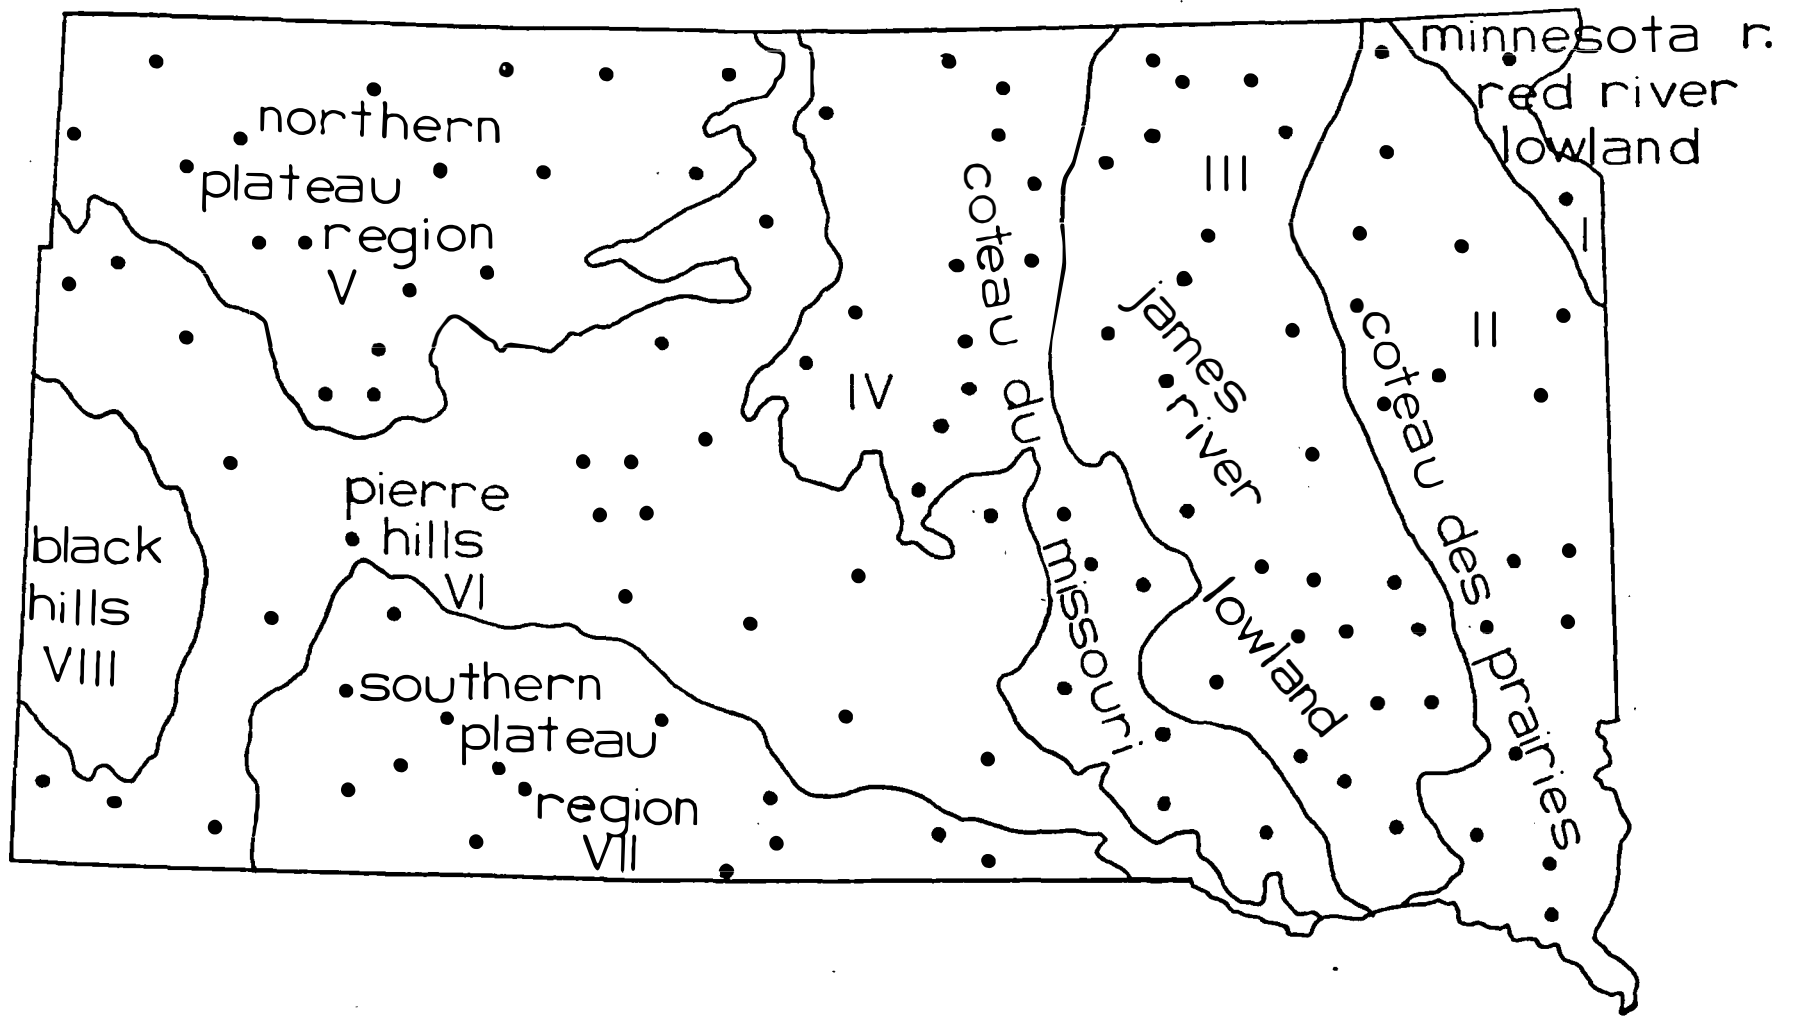 minnesota r.
red river
lowland
I
northern
plateau
region
V
coteau du missouri
IV
III
james
river
lowland
II
coteau des prairies
pierre
hills
VI
black
hills
VIII
southern
plateau
region
VII